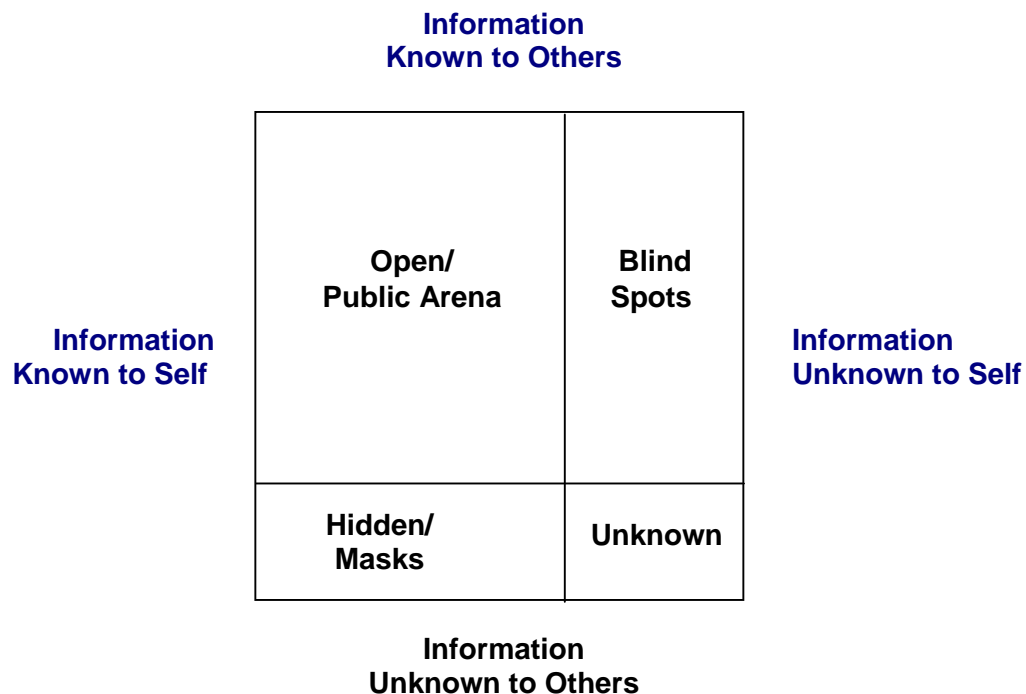 Information
Known to Others
Open/
Public Arena
Blind
Spots
Information
Known to Self
Information
Unknown to Self
Hidden/
Masks
Unknown
Information
Unknown to Others